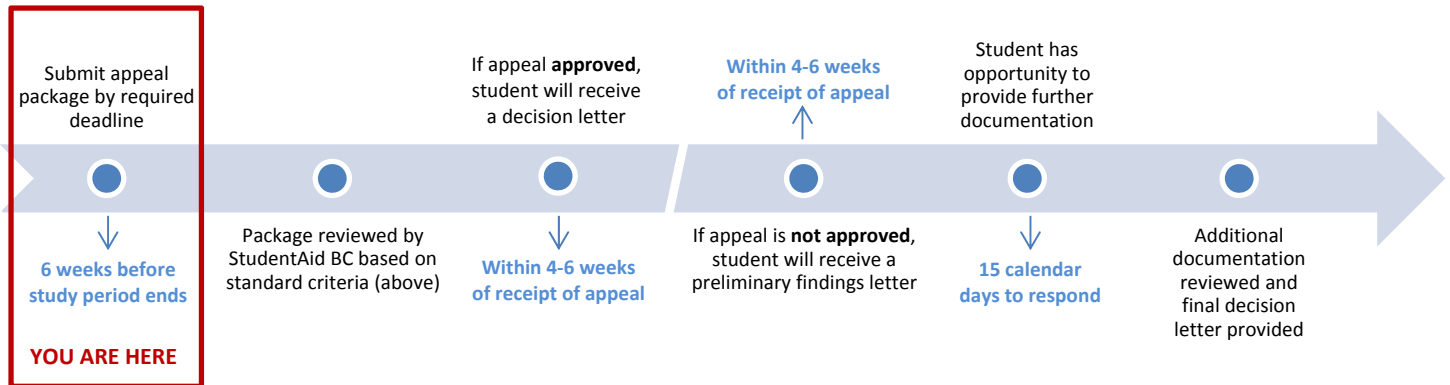 Submit appeal
package by required
deadline
6 weeks before
study period ends
YOU ARE HERE
Package reviewed by
StudentAid BC based on
standard criteria (above)
If appeal approved,
student will receive
a decision letter
Within 4-6 weeks
of receipt of appeal
Within 4-6 weeks
of receipt of appeal
If appeal is not approved,
student will receive a
preliminary findings letter
Student has
opportunity to
provide further
documentation
15 calendar
days to respond
Additional
documentation
reviewed and
final decision
letter provided